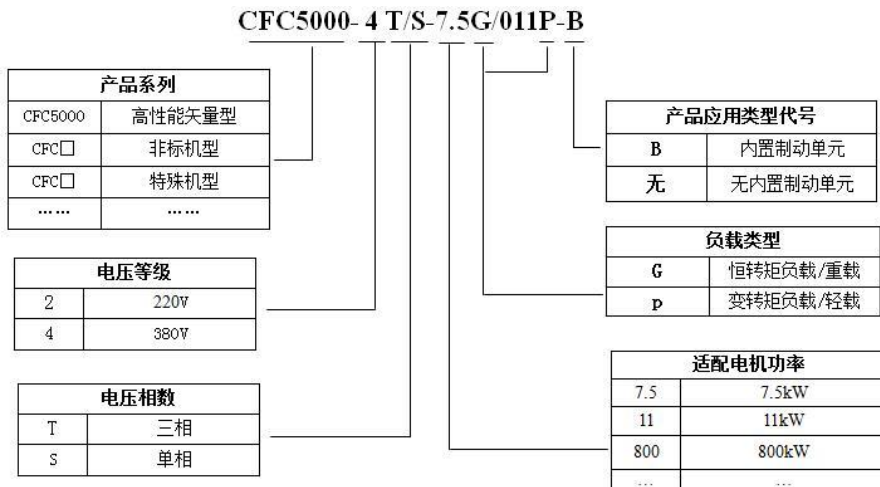 CFC5000- 4 T/S-7.5G/011P-B
产品系列
CFC5000 高性能矢量型
CFC□ 非标机型
CFC□ 特殊机型
…… ……
电压等级
2 220V
4 380V
电压相数
T 三相
S 单相
产品应用类型代号
B 内置制动单元
无 无内置制动单元
负载类型
G 恒转矩负载/重载
p 变转矩负载/轻载
适配电机功率
7.5 7.5kW
11 11kW
800 800kW
… …